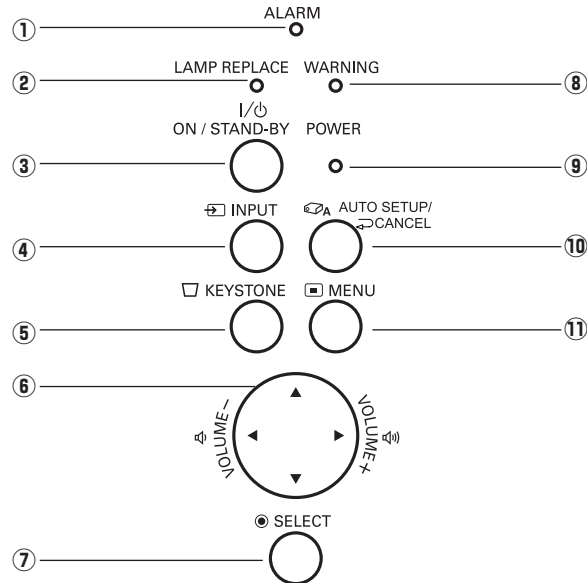 ALARM
①
LAMP REPLACE WARNING
② ⑧
I/⏻
ON / STAND-BY POWER
③ ⑨
INPUT A AUTO SETUP/
CANCEL
④ ⑩
KEYSTONE MENU
⑤ ⑪
⑥
VOLUME – VOLUME +
SELECT
⑦